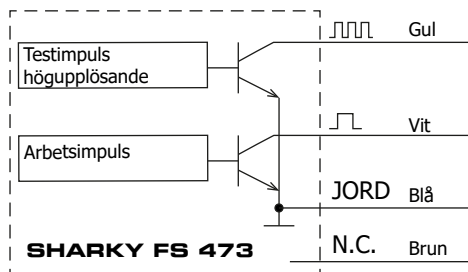 Testimpuls
högupplösande
Gul
Arbetsimpuls
Vit
JORD Blå
SHARKY FS 473
N.C. Brun